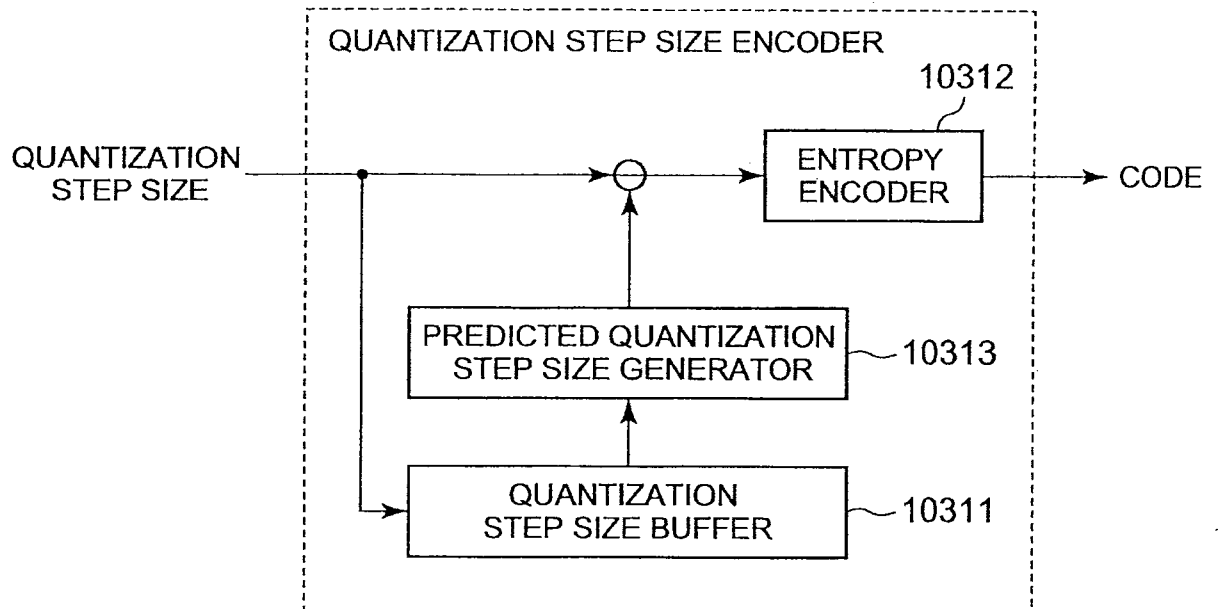 QUANTIZATION STEP SIZE ENCODER
10312
QUANTIZATION
STEP SIZE
ENTROPY
ENCODER
CODE
PREDICTED QUANTIZATION
STEP SIZE GENERATOR
10313
QUANTIZATION
STEP SIZE BUFFER
10311